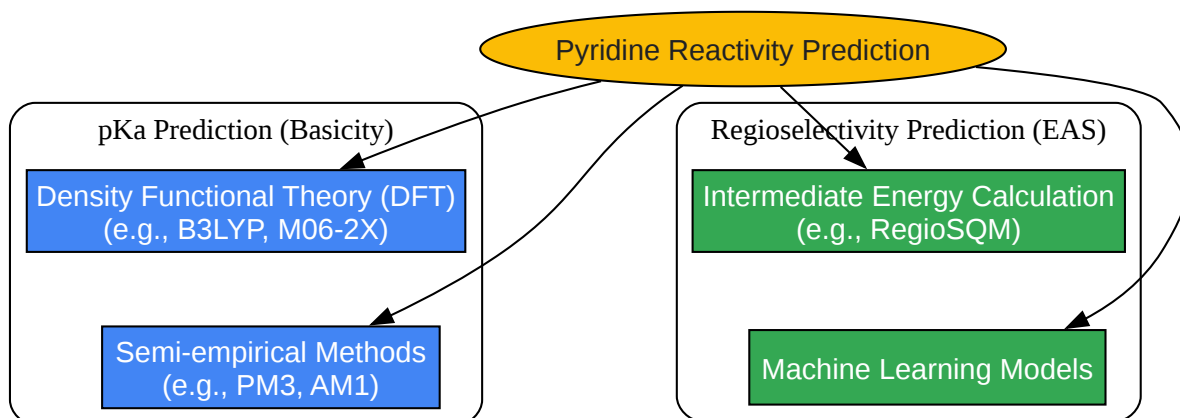 Pyridine Reactivity Prediction
pKa Prediction (Basicity)
Density Functional Theory (DFT)
(e.g., B3LYP, M06-2X)
Semi-empirical Methods
(e.g., PM3, AM1)
Regioselectivity Prediction (EAS)
Intermediate Energy Calculation
(e.g., RegioSQM)
Machine Learning Models